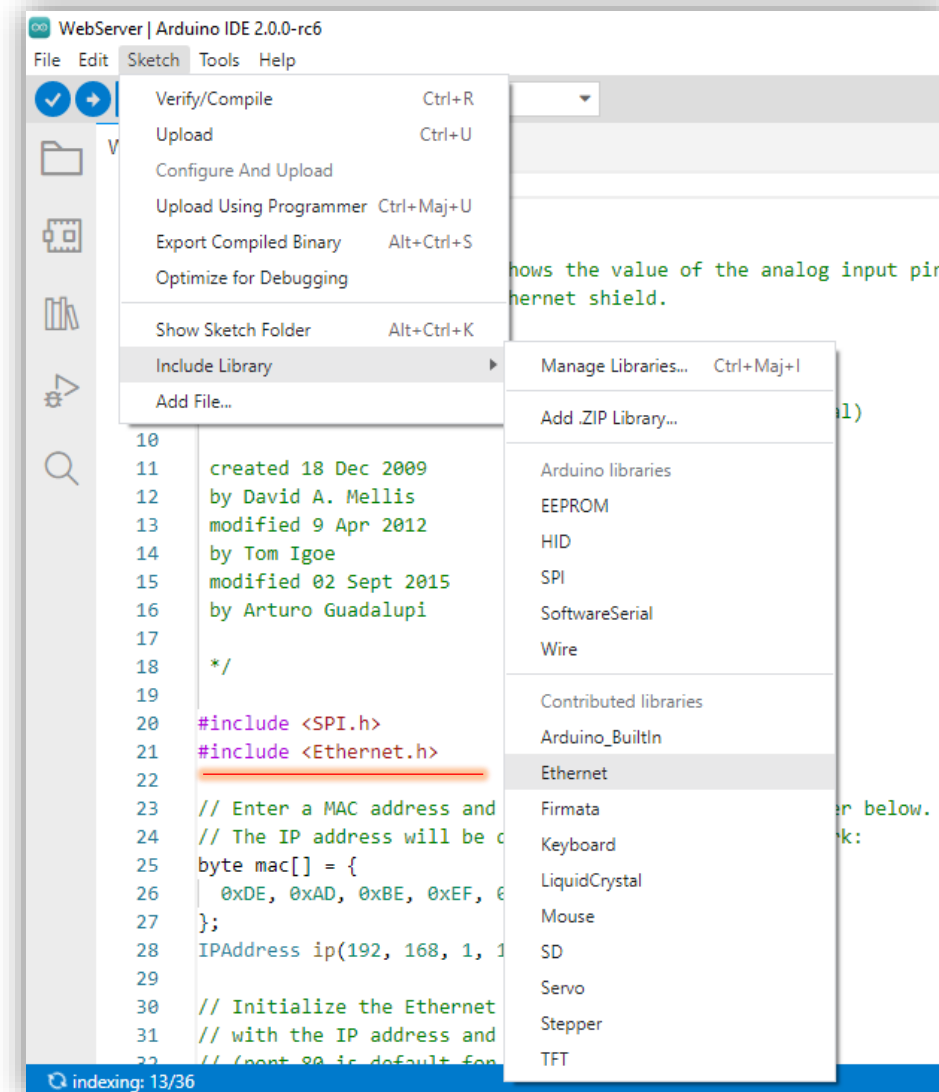 WebServer | Arduino IDE 2.0.0-rc6
File Edit Sketch Tools Help
Verify/Compile Ctrl+R
Upload Ctrl+U
Configure And Upload
Upload Using Programmer Ctrl+Maj+U
Export Compiled Binary Alt+Ctrl+S
Optimize for Debugging
Show Sketch Folder Alt+Ctrl+K
Include Library
Add File...
Manage Libraries... Ctrl+Maj+I
Add .ZIP Library...
Arduino libraries
EEPROM
HID
SPI
SoftwareSerial
Wire
Contributed libraries
Arduino_BuiltIn
Ethernet
Firmata
Keyboard
LiquidCrystal
Mouse
SD
Servo
Stepper
TFT
the value of the analog input
shield.
10
11 created 18 Dec 2009
12 by David A. Mellis
13 modified 9 Apr 2012
14 by Tom Igoe
15 modified 02 Sept 2015
16 by Arturo Guadalupi
17
18 */
19
20 #include <SPI.h>
21 #include <Ethernet.h>
22
23 // Enter a MAC address and below.
24 // The IP address will be
25 byte mac[] = {
26 0xDE, 0xAD, 0xBE, 0xEF,
27 };
28 IPAddress ip(192, 168, 1,
29
30 // Initialize the Ethernet
31 // with the IP address and
32 // (port 80 is default for
indexing: 13/36